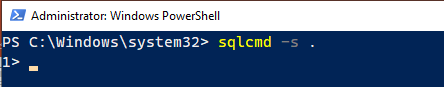 Administrator: Windows PowerShell
PS C:\Windows\system32> sqlcmd -s .
1>